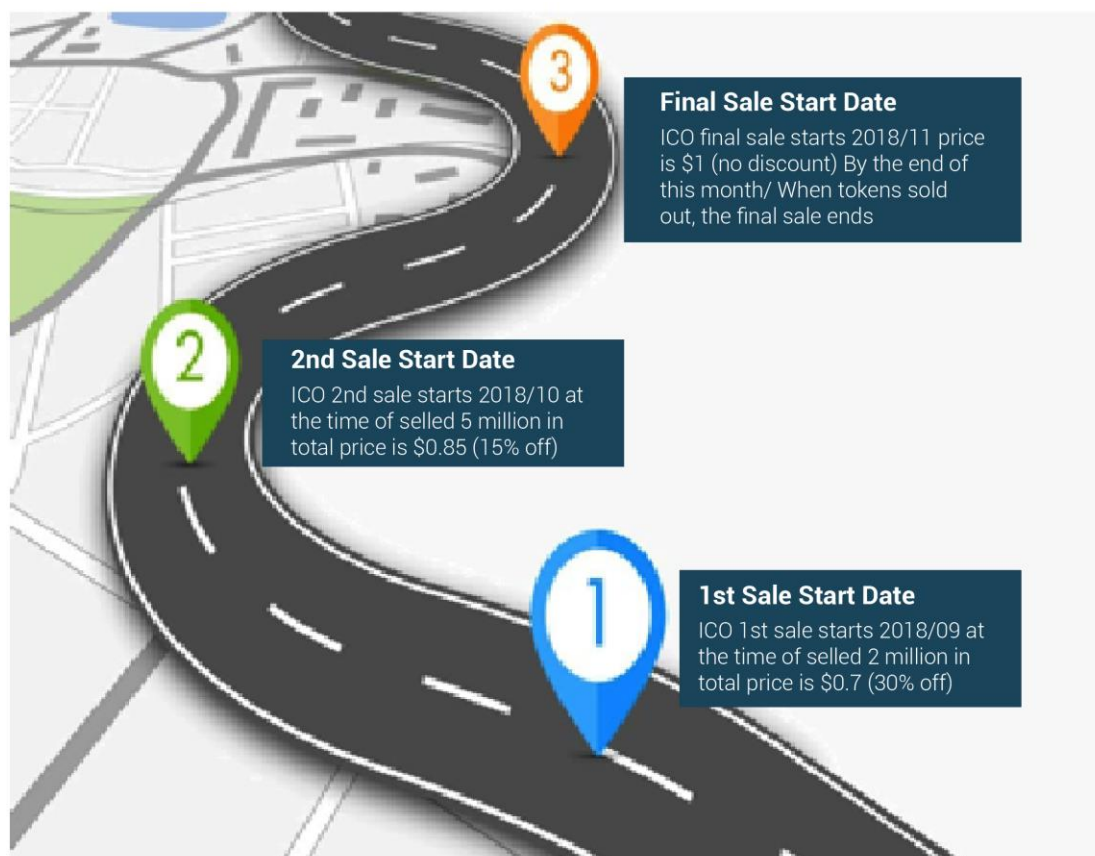 3
Final Sale Start Date
ICO final sale starts 2018/11 price
is $1 (no discount) By the end of
this month/ When tokens sold
out, the final sale ends
2
2nd Sale Start Date
ICO 2nd sale starts 2018/10 at
the time of selled 5 million in
total price is $0.85 (15% off)
1
1st Sale Start Date
ICO 1st sale starts 2018/09 at
the time of selled 2 million in
total price is $0.7 (30% off)